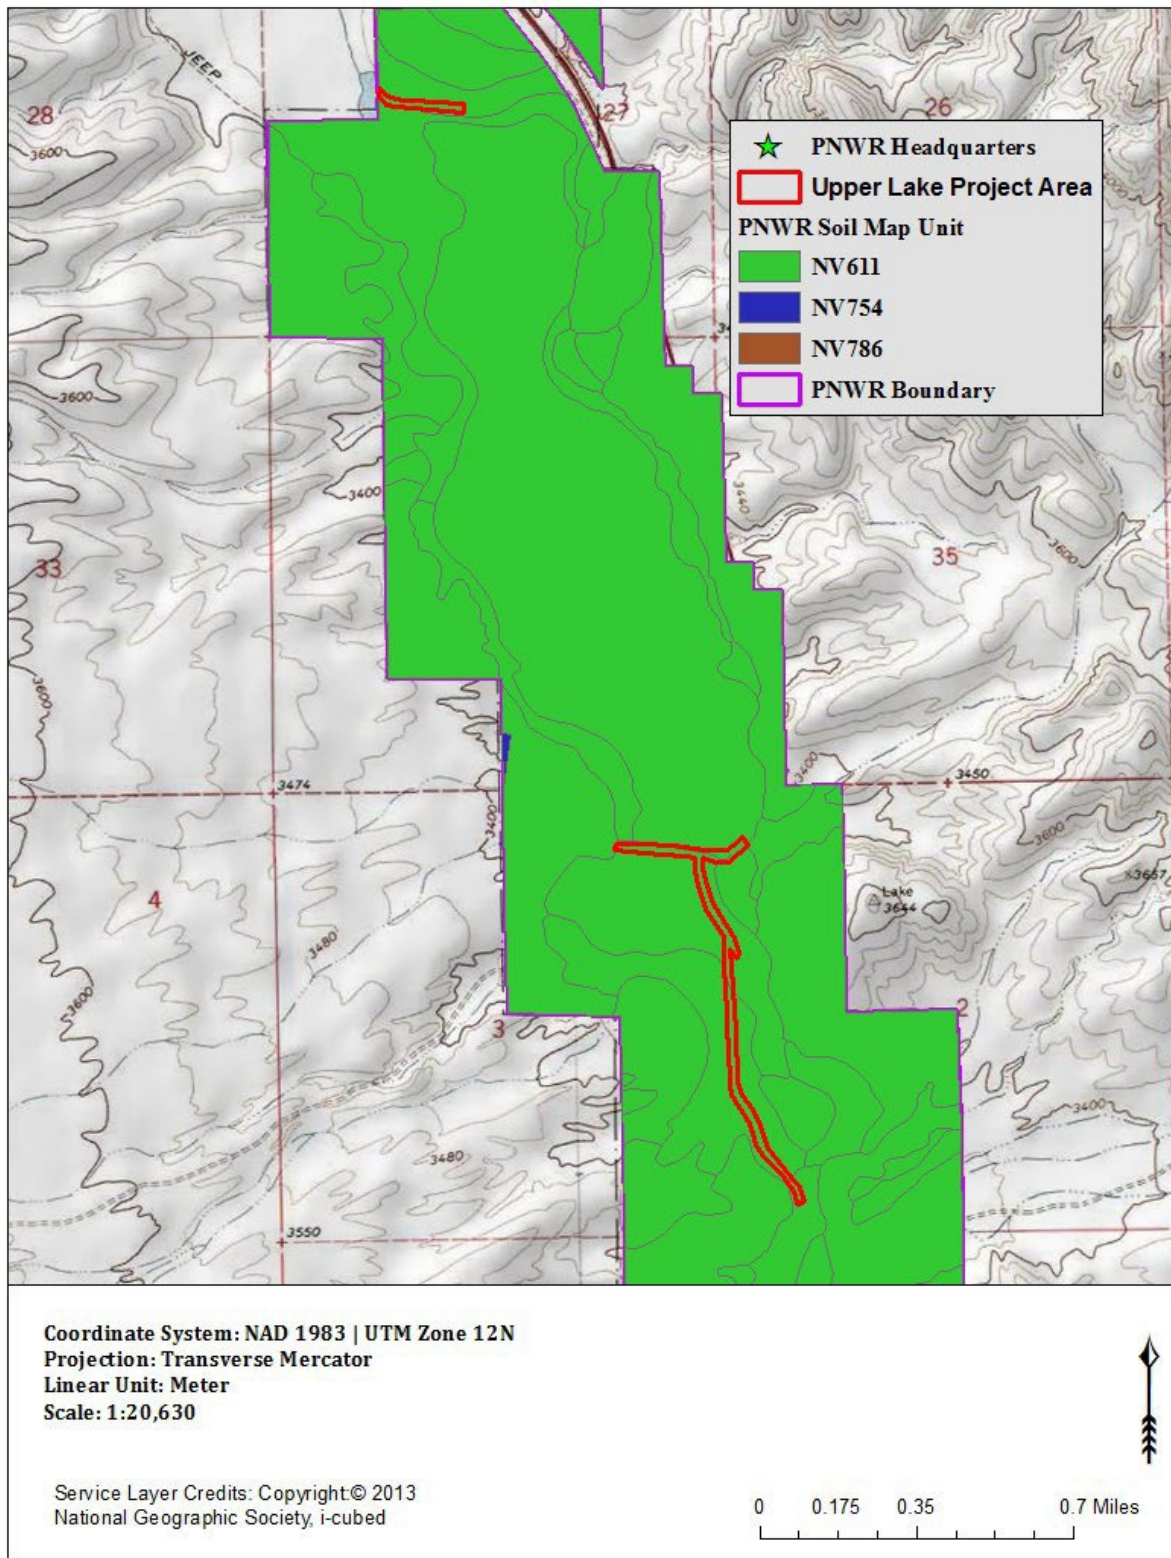 JEEP
28
27
26
3600
PNWR Headquarters
Upper Lake Project Area
PNWR Soil Map Unit
NV611
NV754
NV786
PNWR Boundary
3600
3400
3440
3600
33
35
3600
3474
3400
3400
3450
3600
×3657
Lake
3644
4
3480
3600
3
2
3400
3480
3550
Coordinate System: NAD 1983 | UTM Zone 12N
Projection: Transverse Mercator
Linear Unit: Meter
Scale: 1:20,630
Service Layer Credits: Copyright:© 2013
National Geographic Society, i-cubed
0 0.175 0.35 0.7 Miles